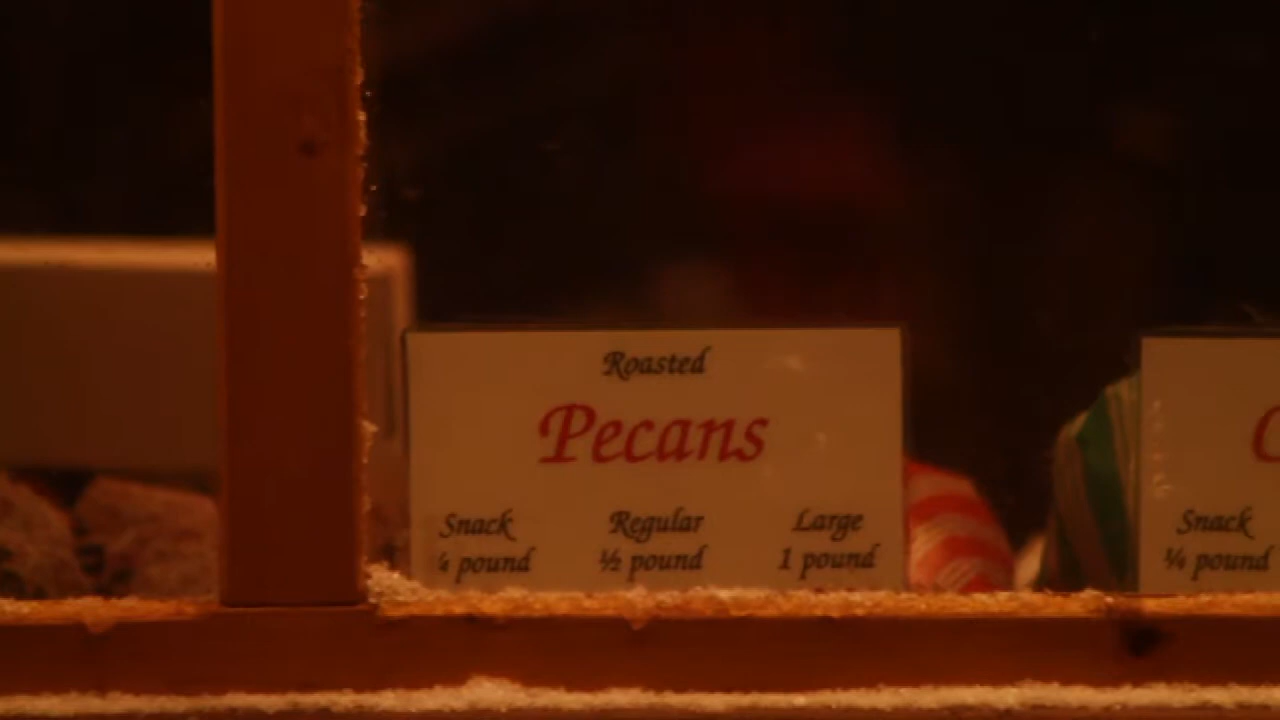 Roasted
Pecans
Snack Regular Large
¼ pound ½ pound 1 pound
Snack
¼ pound